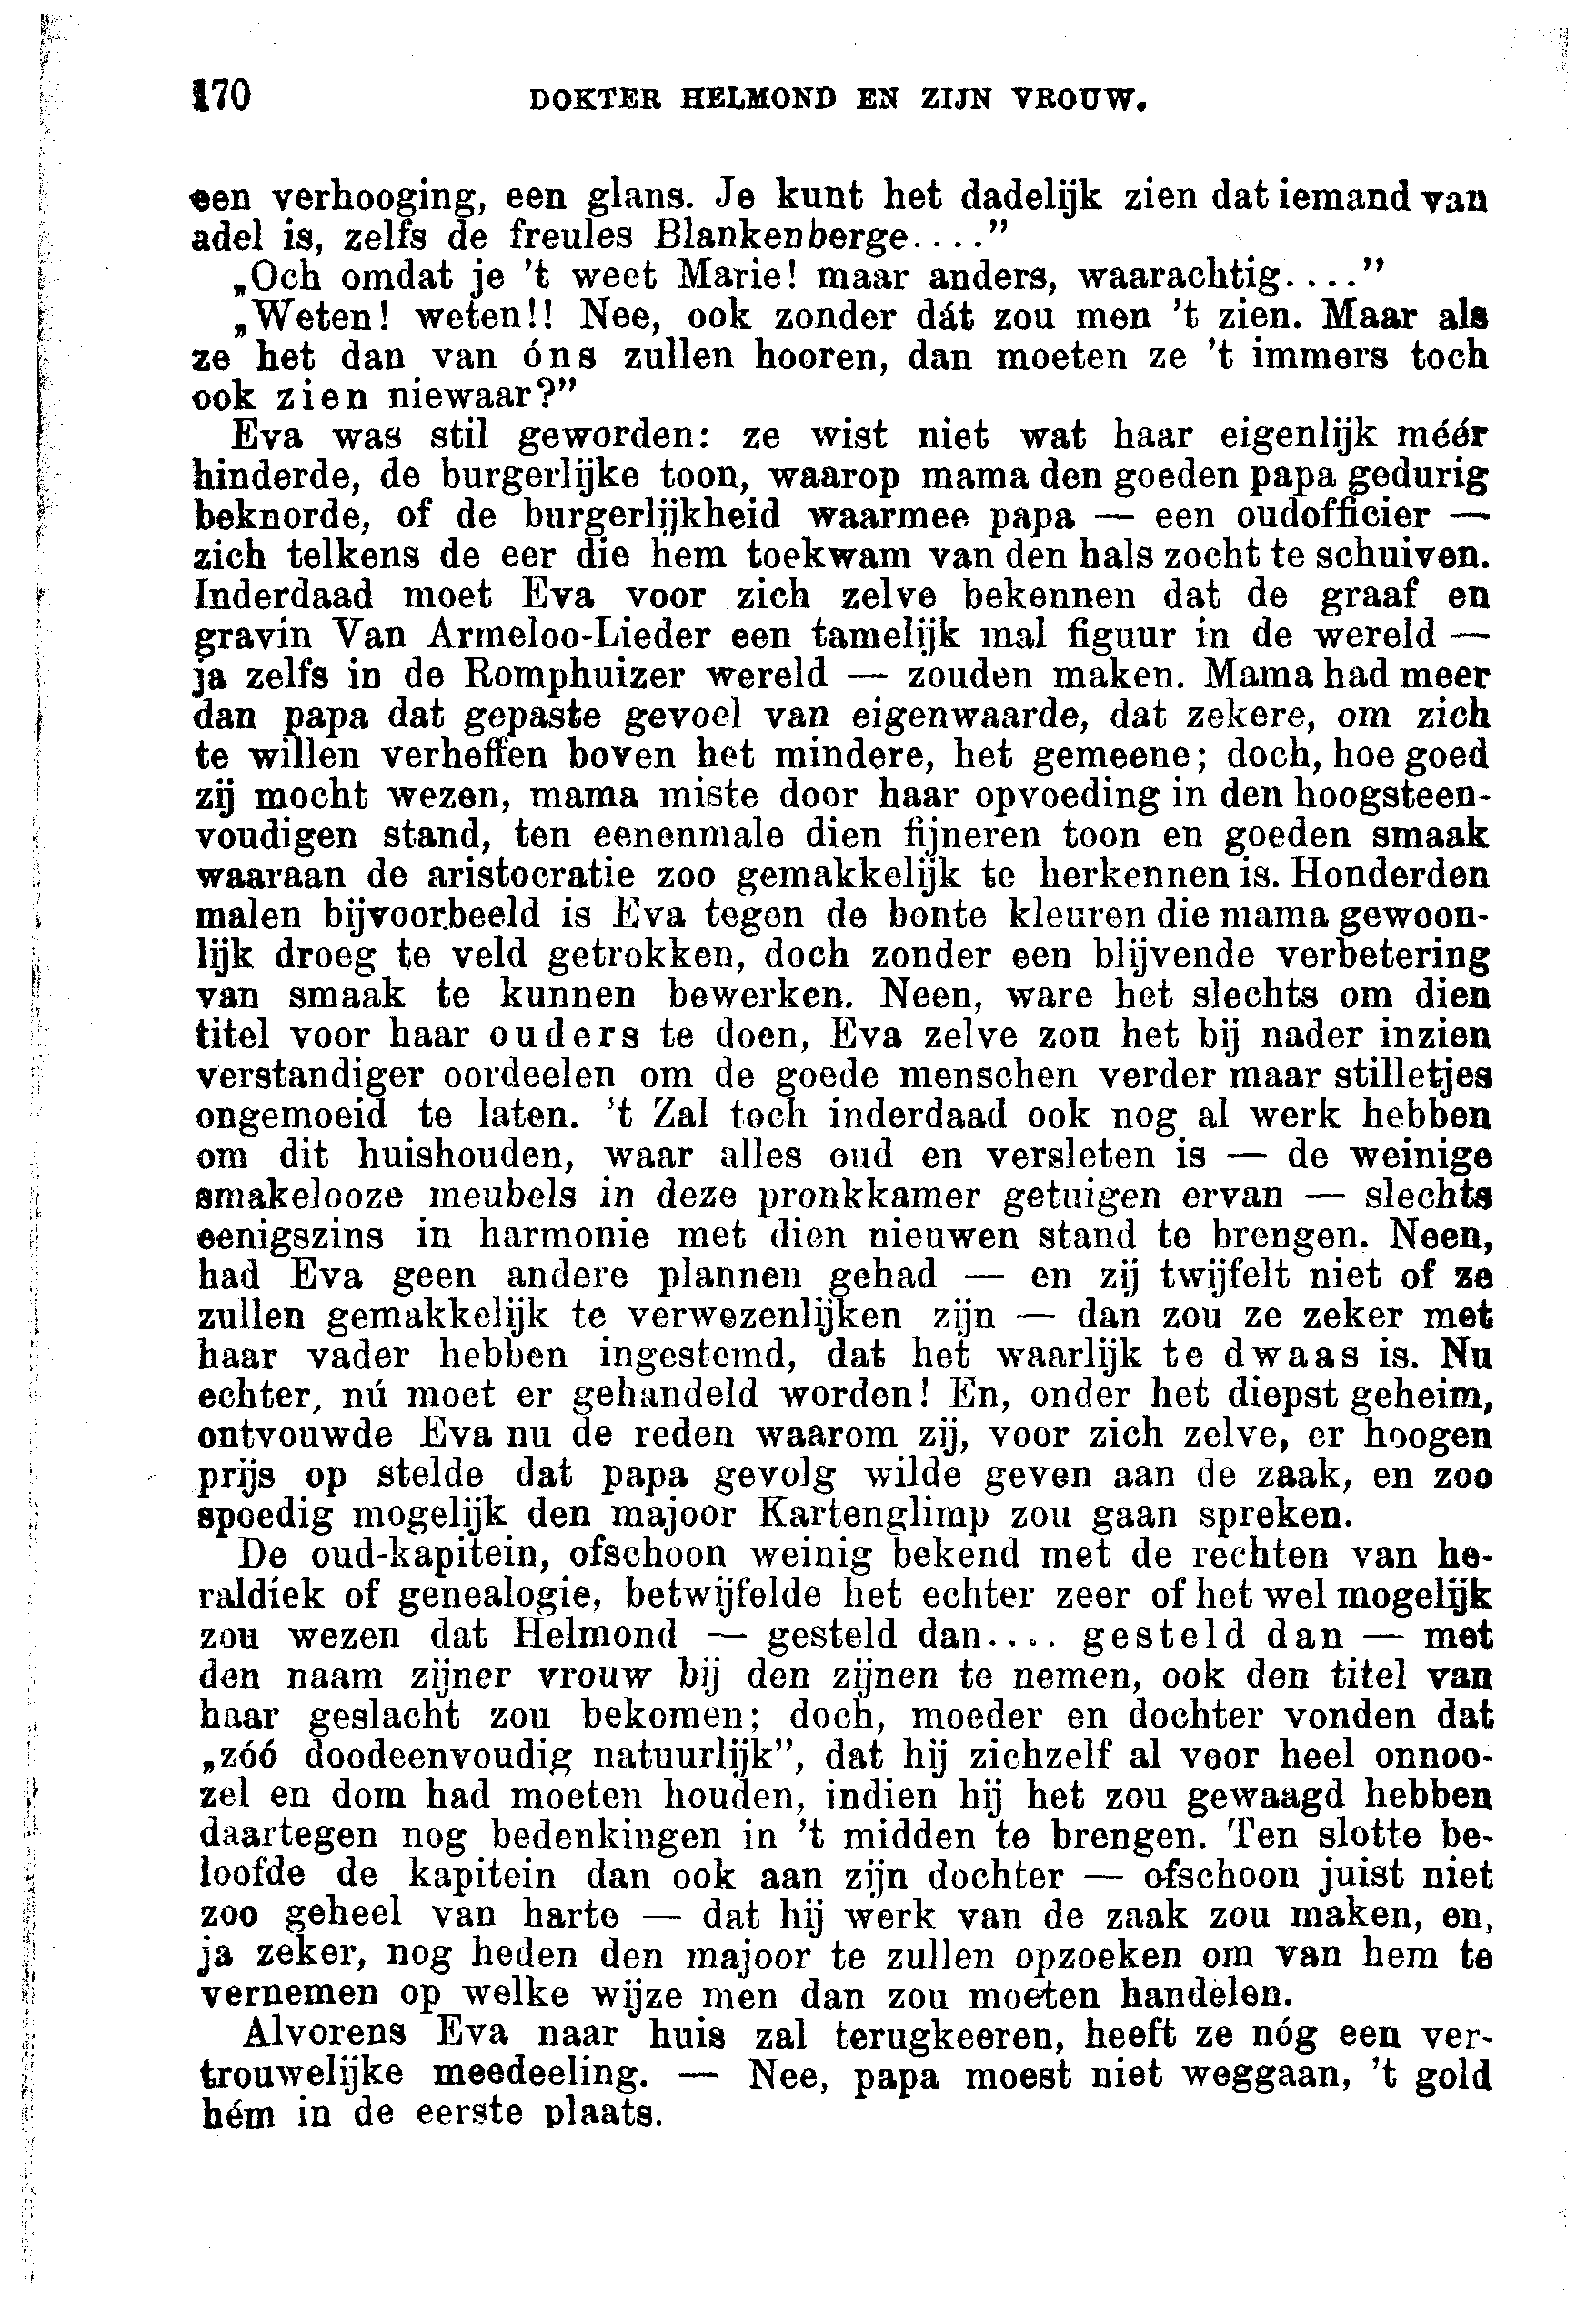 170 DOKTER HELMOND EN ZIJN VROUW.
een verhooging, een glans. Je kunt het dadelijk zien dat iemand van
adel is, zelfs de freules Blankenberge...."
„Och omdat je 't weet Marie! maar anders, waarachtig...."
„Weten! weten!! Nee, ook zonder dát zou men 't zien. Maar als
ze het dan van óns zullen hooren, dan moeten ze 't immers toch
ook zien niewaar?"
Eva was stil geworden: ze wist niet wat haar eigenlijk méér
hinderde, de burgerlijke toon, waarop mama den goeden papa gedurig
beknorde, of de burgerlijkheid waarmee papa — een oudofficier —
zich telkens de eer die hem toekwam van den hals zocht te schuiven.
Inderdaad moet Eva voor zich zelve bekennen dat de graaf en
gravin Van Armeloo-Lieder een tamelijk mal figuur in de wereld —
ja zelfs in de Romphuizer wereld — zouden maken. Mama had meer
dan papa dat gepaste gevoel van eigenwaarde, dat zekere, om zich
te willen verheffen boven het mindere, het gemeene; doch, hoe goed
zij mocht wezen, mama miste door haar opvoeding in den hoogsteen-
voudigen stand, ten eenenmale dien fijneren toon en goeden smaak
waaraan de aristocratie zoo gemakkelijk te herkennen is. Honderden
malen bijvoorbeeld is Eva tegen de bonte kleuren die mama gewoon-
lijk droeg te veld getrokken, doch zonder een blijvende verbetering
van smaak te kunnen bewerken. Neen, ware het slechts om dien
titel voor haar ouders te doen, Eva zelve zou het bij nader inzien
verstandiger oordeelen om de goede menschen verder maar stilletjes
ongemoeid te laten. 't Zal toch inderdaad ook nog al werk hebben
om dit huishouden, waar alles oud en versleten is — de weinige
smakelooze meubels in deze pronkkamer getuigen ervan — slechts
eenigszins in harmonie met dien nieuwen stand te brengen. Neen,
had Eva geen andere plannen gehad — en zij twijfelt niet of ze
zullen gemakkelijk te verwezenlijken zijn — dan zou ze zeker met
haar vader hebben ingestemd, dat het waarlijk te dwaas is. Nu
echter, nú moet er gehandeld worden! En, onder het diepst geheim,
ontvouwde Eva nu de reden waarom zij, voor zich zelve, er hoogen
prijs op stelde dat papa gevolg wilde geven aan de zaak, en zoo
spoedig mogelijk den majoor Kartenglimp zou gaan spreken.
De oud-kapitein, ofschoon weinig bekend met de rechten van he-
raldiek of genealogie, betwijfelde het echter zeer of het wel mogelijk
zou wezen dat Helmond — gesteld dan.... gesteld dan — met
den naam zijner vrouw bij den zijnen te nemen, ook den titel van
haar geslacht zou bekomen; doch, moeder en dochter vonden dat
„zóó doodeenvoudig natuurlijk", dat hij zichzelf al voor heel onnoo-
zel en dom had moeten houden, indien hij het zou gewaagd hebben
daartegen nog bedenkingen in 't midden te brengen. Ten slotte be-
loofde de kapitein dan ook aan zijn dochter — ofschoon juist niet
zoo geheel van harte — dat hij werk van de zaak zou maken, en,
ja zeker, nog heden den majoor te zullen opzoeken om van hem te
vernemen op welke wijze men dan zou moeten handelen.
Alvorens Eva naar huis zal terugkeeren, heeft ze nóg een ver-
trouwelijke meedeeling. — Nee, papa moest niet weggaan, 't gold
hém in de eerste plaats.